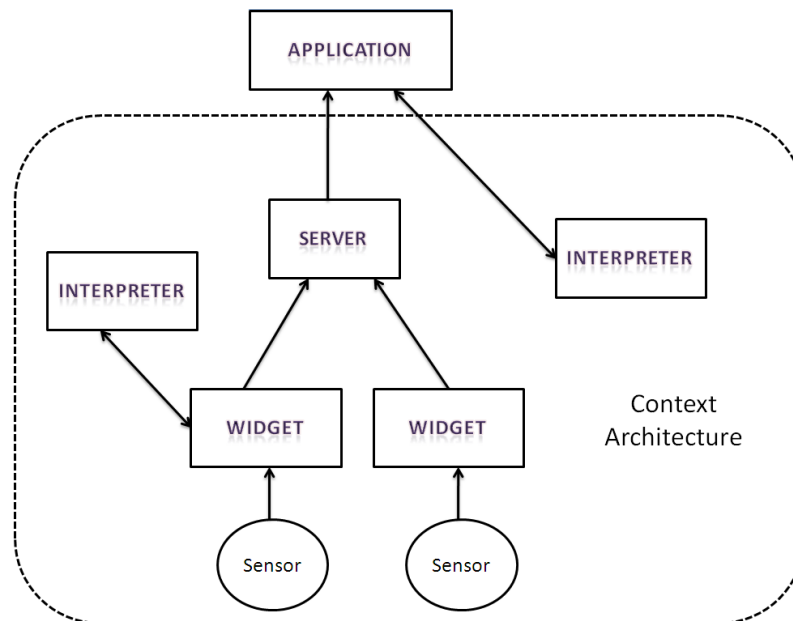 APPLICATION
SERVER
INTERPRETER
INTERPRETER
WIDGET
WIDGET
Context
Architecture
Sensor
Sensor